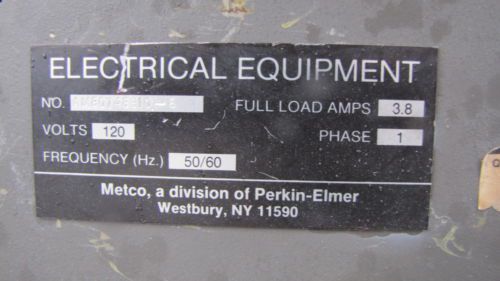 ELECTRICAL EQUIPMENT
NO.
FULL LOAD AMPS 3.8
VOLTS 120
PHASE 1
FREQUENCY (Hz.) 50/60
Metco, a division of Perkin-Elmer
Westbury, NY 11590